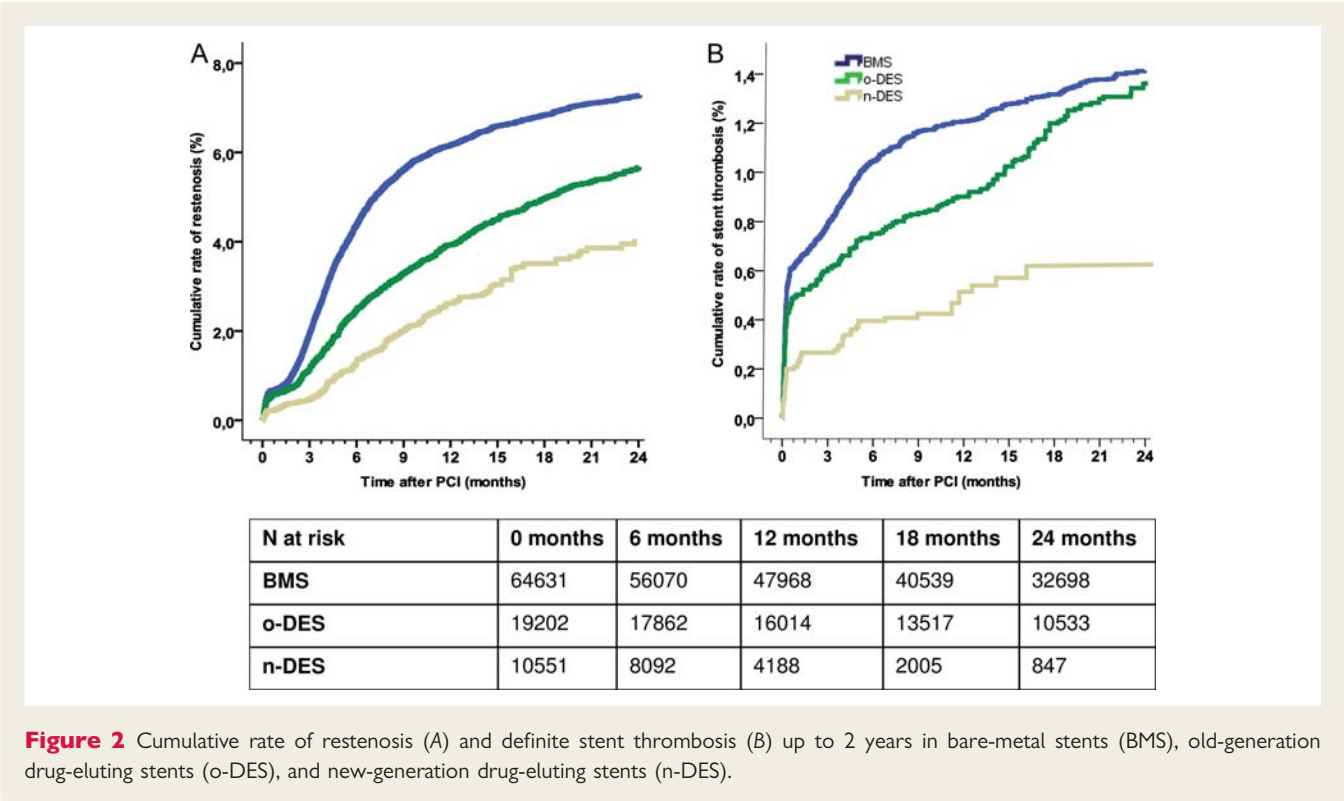 A
8,0
6,0
4,0
2,0
0,0
Cumulative rate of restenosis (%)
0 3 6 9 12 15 18 21 24
Time after PCI (months)
B
BMS
o-DES
n-DES
1,4
1,2
1,0
0,8
0,6
0,4
0,2
0,0
Cumulative rate of stent thrombosis (%)
0 3 6 9 12 15 18 21 24
Time after PCI (months)
N at risk 0 months 6 months 12 months 18 months 24 months
BMS 64631 56070 47968 40539 32698
o-DES 19202 17862 16014 13517 10533
n-DES 10551 8092 4188 2005 847
Figure 2 Cumulative rate of restenosis (A) and definite stent thrombosis (B) up to 2 years in bare-metal stents (BMS), old-generation
drug-eluting stents (o-DES), and new-generation drug-eluting stents (n-DES).